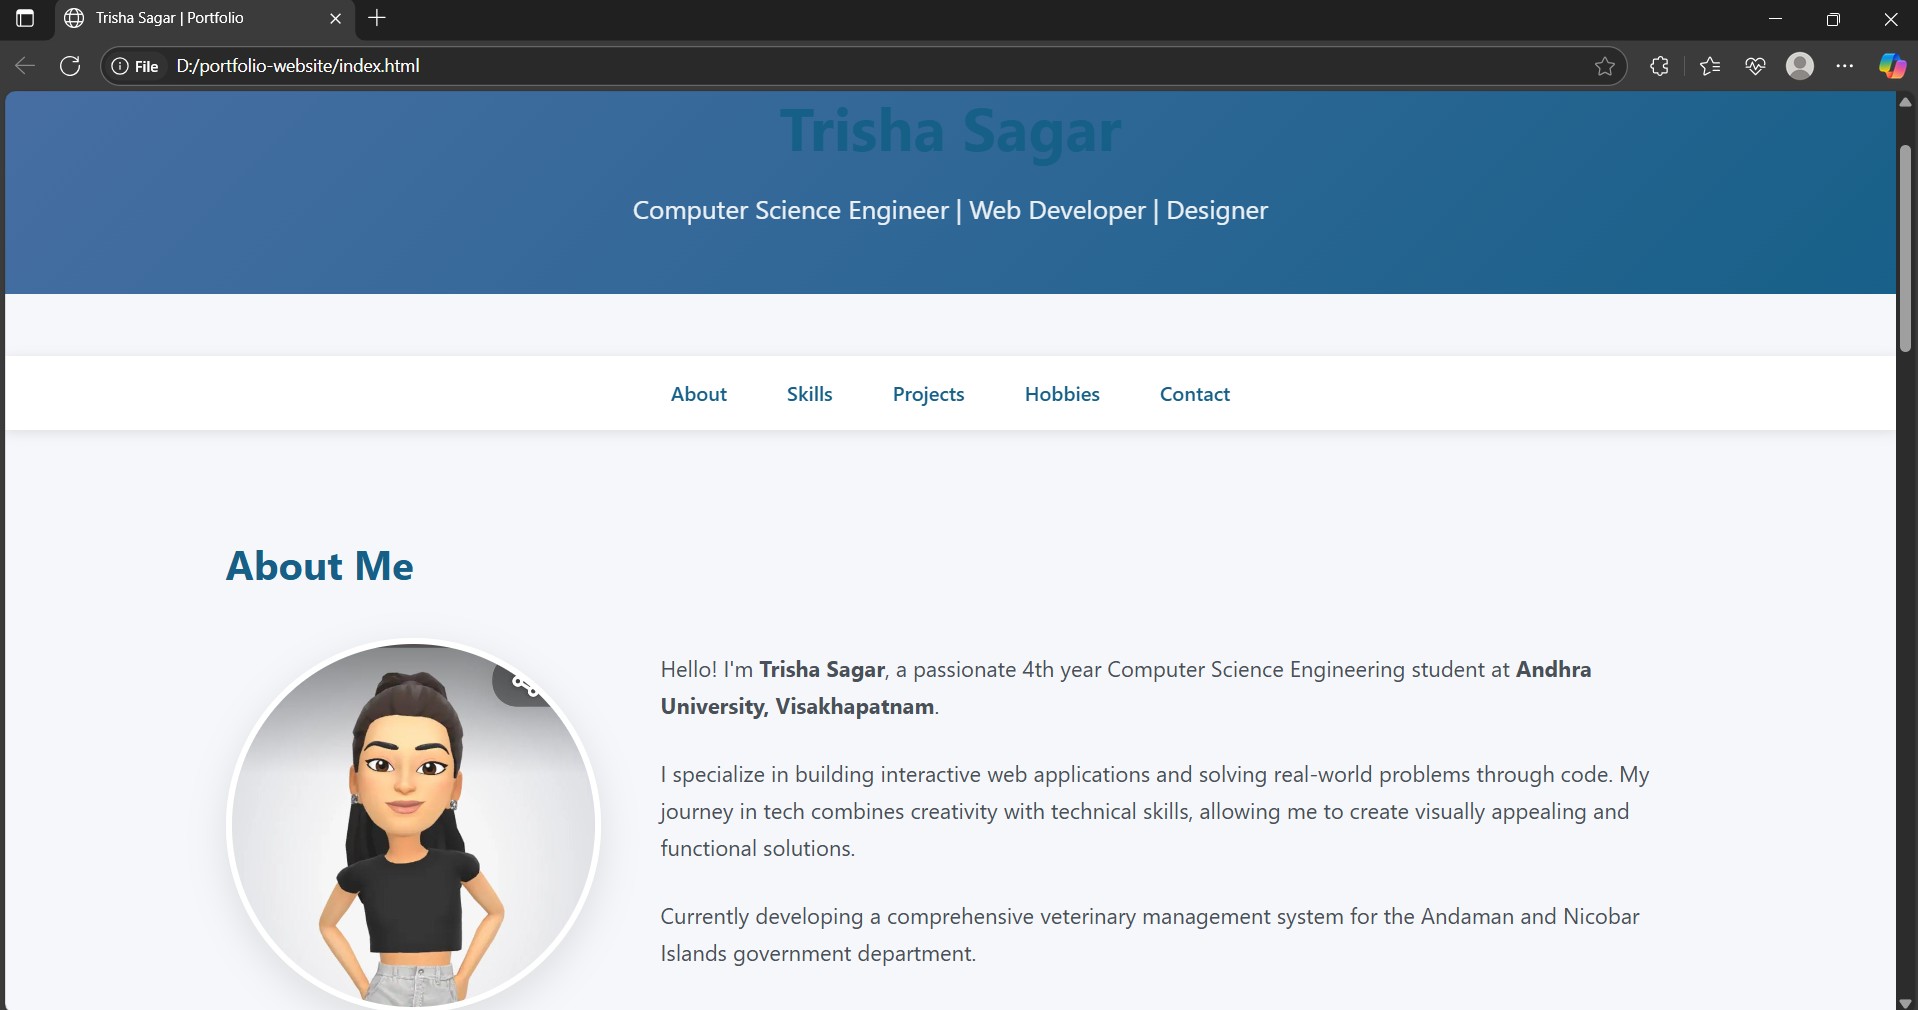 Trisha Sagar | Portfolio
File D:/portfolio-website/index.html
Trisha Sagar
Computer Science Engineer | Web Developer | Designer
About Skills Projects Hobbies Contact
About Me
Hello! I'm Trisha Sagar, a passionate 4th year Computer Science Engineering student at Andhra
University, Visakhapatnam.
I specialize in building interactive web applications and solving real-world problems through code. My
journey in tech combines creativity with technical skills, allowing me to create visually appealing and
functional solutions.
Currently developing a comprehensive veterinary management system for the Andaman and Nicobar
Islands government department.